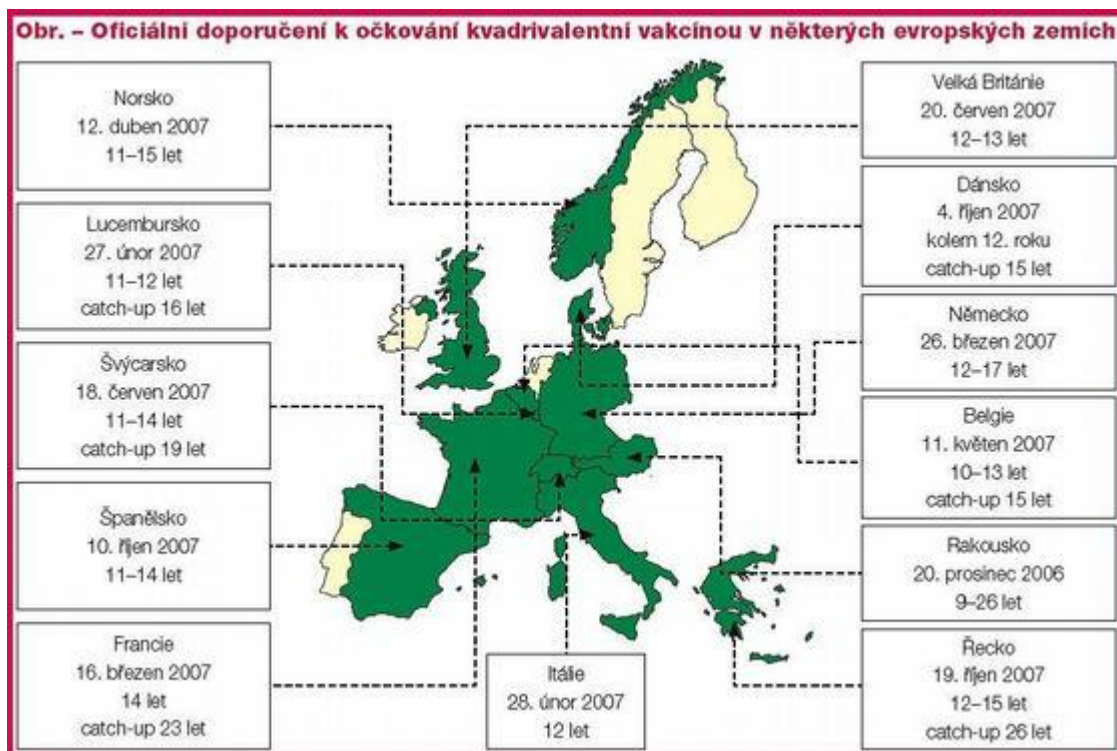 Obr. – Oficiální doporučení k očkování kvadrivalentní vakcínou v některých evropských zemích
Norsko
12. duben 2007
11–15 let
Lucembursko
27. únor 2007
11–12 let
catch-up 16 let
Švýcarsko
18. červen 2007
11–14 let
catch-up 19 let
Španělsko
10. říjen 2007
11–14 let
Francie
16. březen 2007
14 let
catch-up 23 let
Itálie
28. únor 2007
12 let
Velká Británie
20. červen 2007
12–13 let
Dánsko
4. říjen 2007
kolem 12. roku
catch-up 15 let
Německo
26. březen 2007
12–17 let
Belgie
11. květen 2007
10–13 let
catch-up 15 let
Rakousko
20. prosinec 2006
9–26 let
Řecko
19. říjen 2007
12–15 let
catch-up 26 let